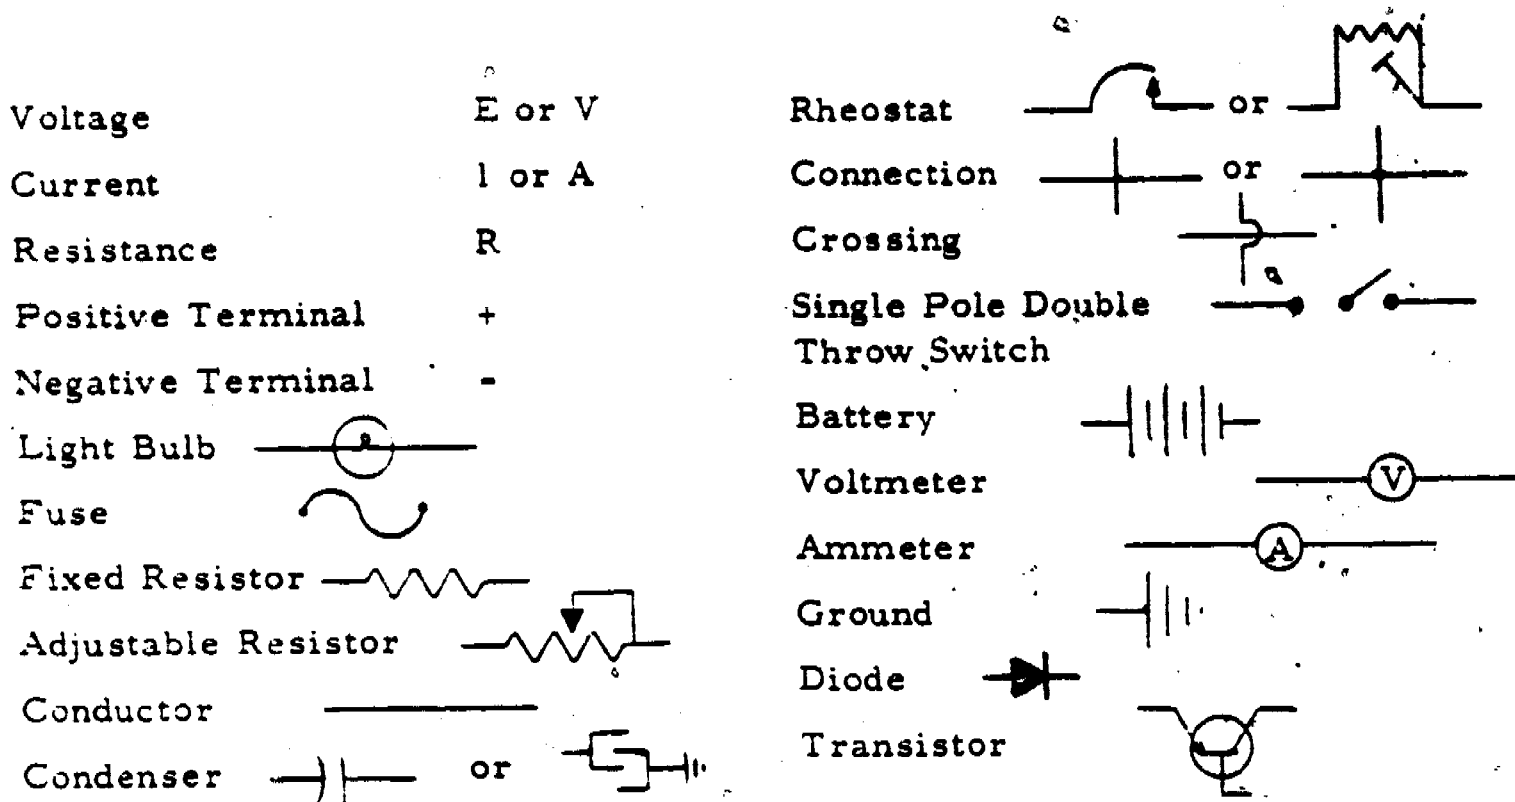 Voltage E or V
Current 1 or A
Resistance R
Positive Terminal +
Negative Terminal -
Light Bulb
Fuse
Fixed Resistor
Adjustable Resistor
Conductor
Condenser or
Rheostat or
Connection or
Crossing
Single Pole Double
Throw Switch
Battery
Voltmeter V
Ammeter A
Ground
Diode
Transistor